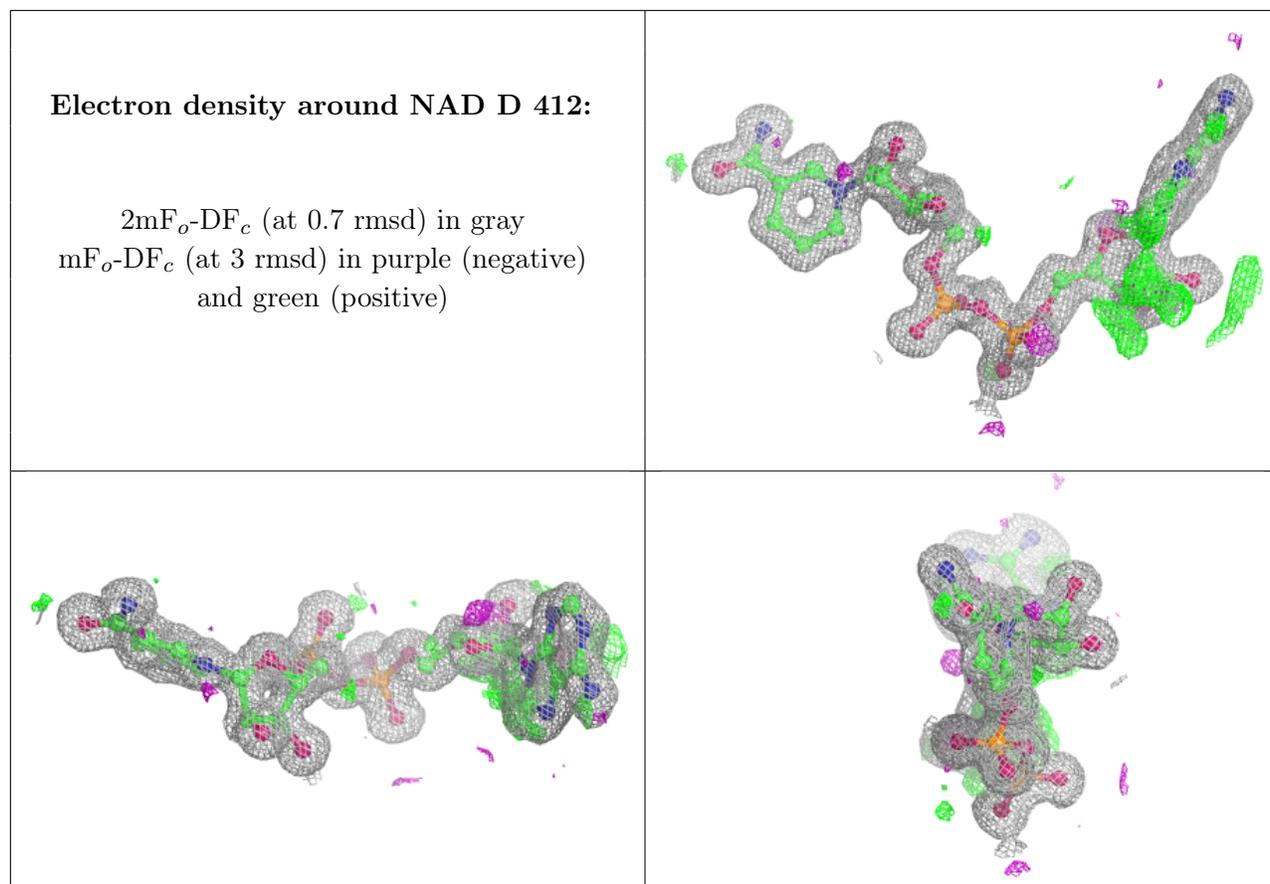 Electron density around NAD D 412:
2mFo-DFc (at 0.7 rmsd) in gray
mFo-DFc (at 3 rmsd) in purple (negative)
and green (positive)